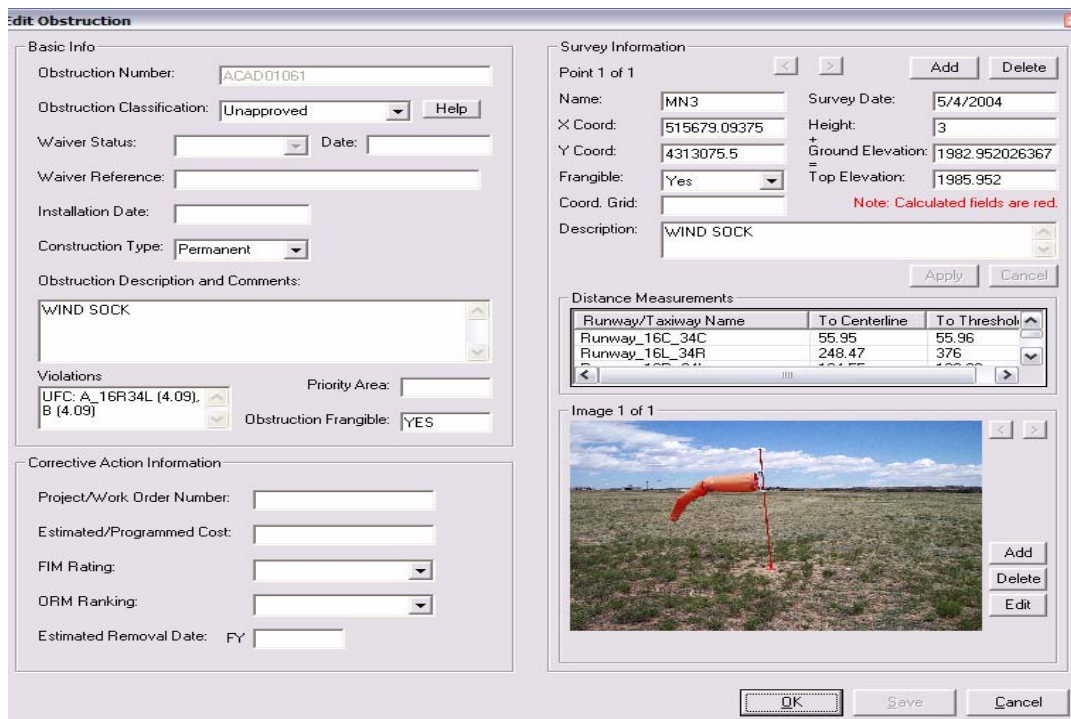 Edit Obstruction
Basic Info
Obstruction Number: ACAD01061
Obstruction Classification: Unapproved Help
Waiver Status: Date:
Waiver Reference:
Installation Date:
Construction Type: Permanent
Obstruction Description and Comments:
WIND SOCK
Violations
UFC: A_16R34L (4.09),
B (4.09)
Priority Area:
Obstruction Frangible: YES
Corrective Action Information
Project/Work Order Number:
Estimated/Programmed Cost:
FIM Rating:
ORM Ranking:
Estimated Removal Date: FY
Survey Information
Point 1 of 1 < > Add Delete
Name: MN3 Survey Date: 5/4/2004
X Coord: 515679.09375 Height: 3
+
Y Coord: 4313075.5 Ground Elevation: 1982.952026367
=
Frangible: Yes Top Elevation: 1985.952
Coord. Grid: Note: Calculated fields are red.
Description: WIND SOCK
Apply Cancel
Distance Measurements
Runway/Taxiway Name To Centerline To Threshol
Runway_16C_34C 55.95 55.96
Runway_16L_34R 248.47 376
Image 1 of 1 < >
Add
Delete
Edit
OK Save Cancel